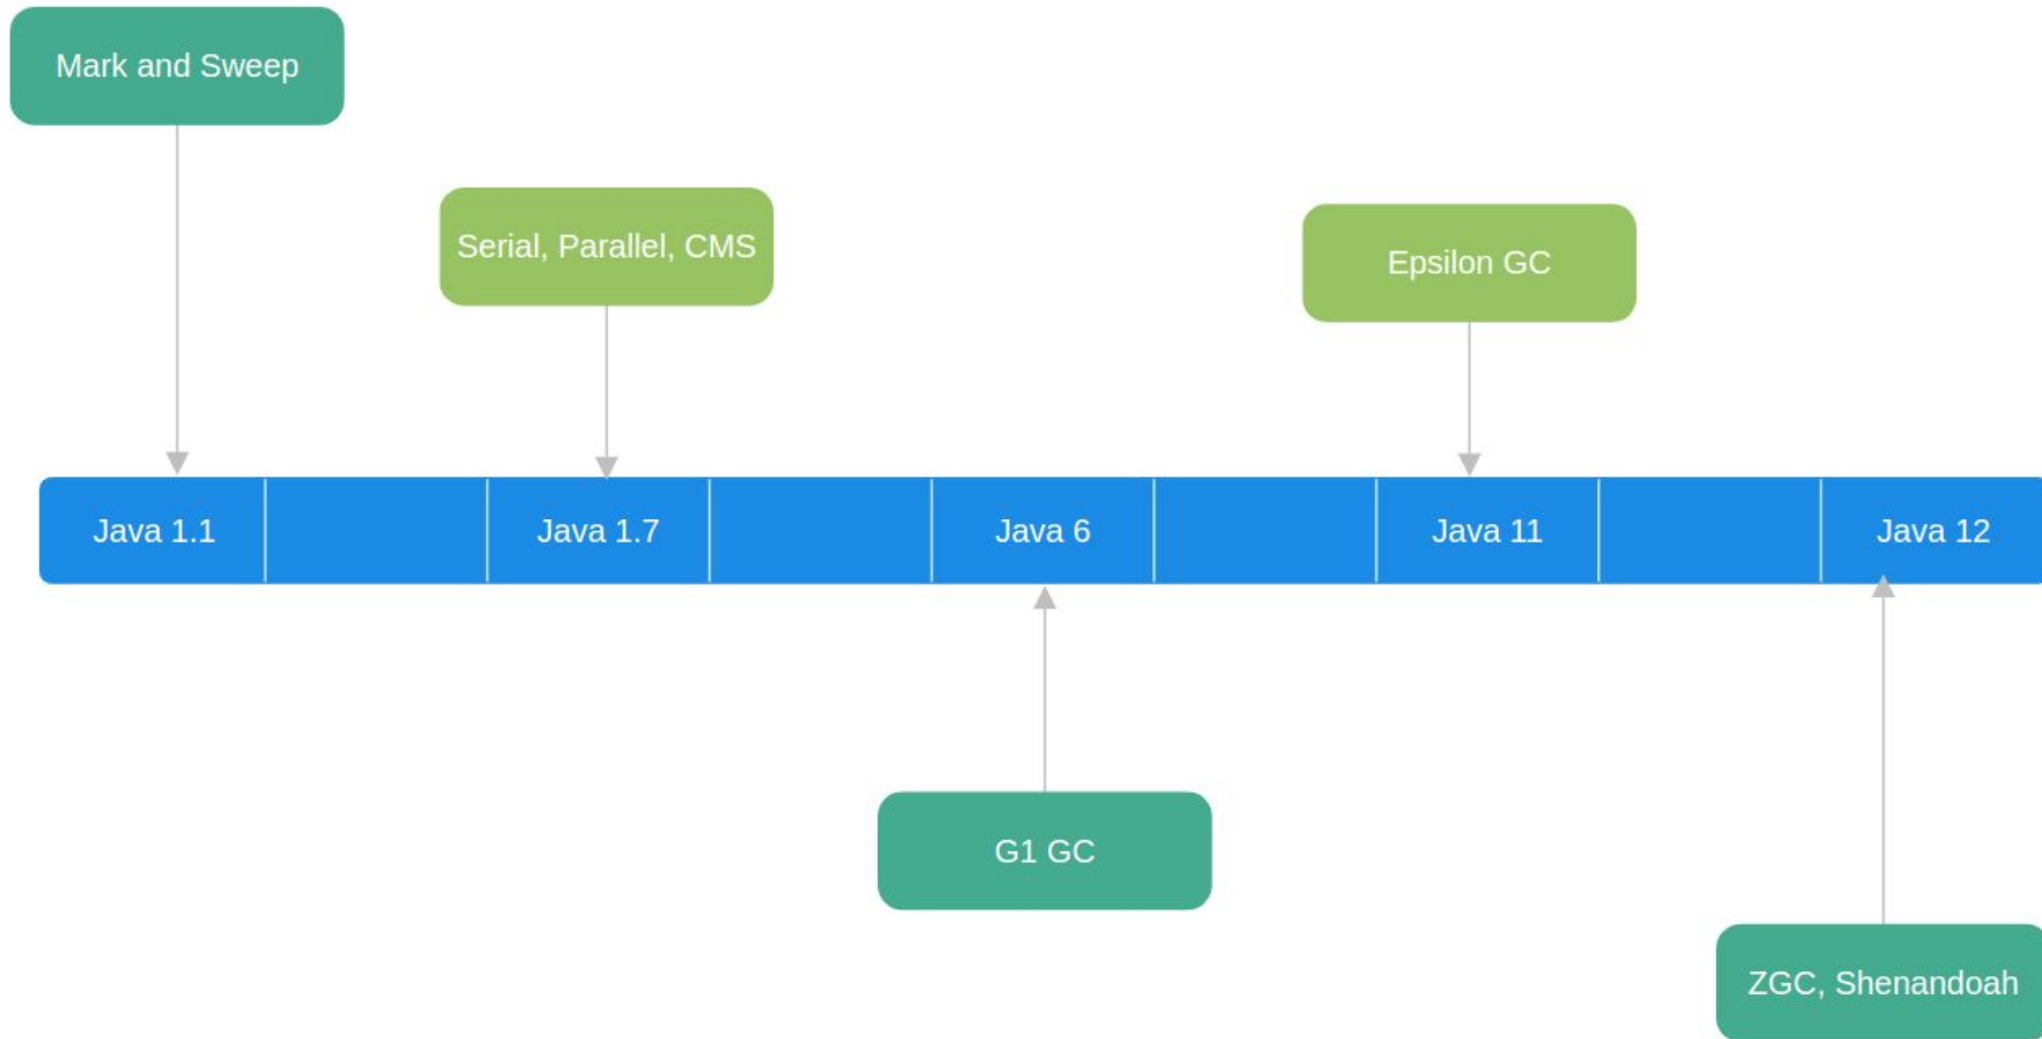 Mark and Sweep
Serial, Parallel, CMS
Epsilon GC
Java 1.1
Java 1.7
Java 6
Java 11
Java 12
G1 GC
ZGC, Shenandoah